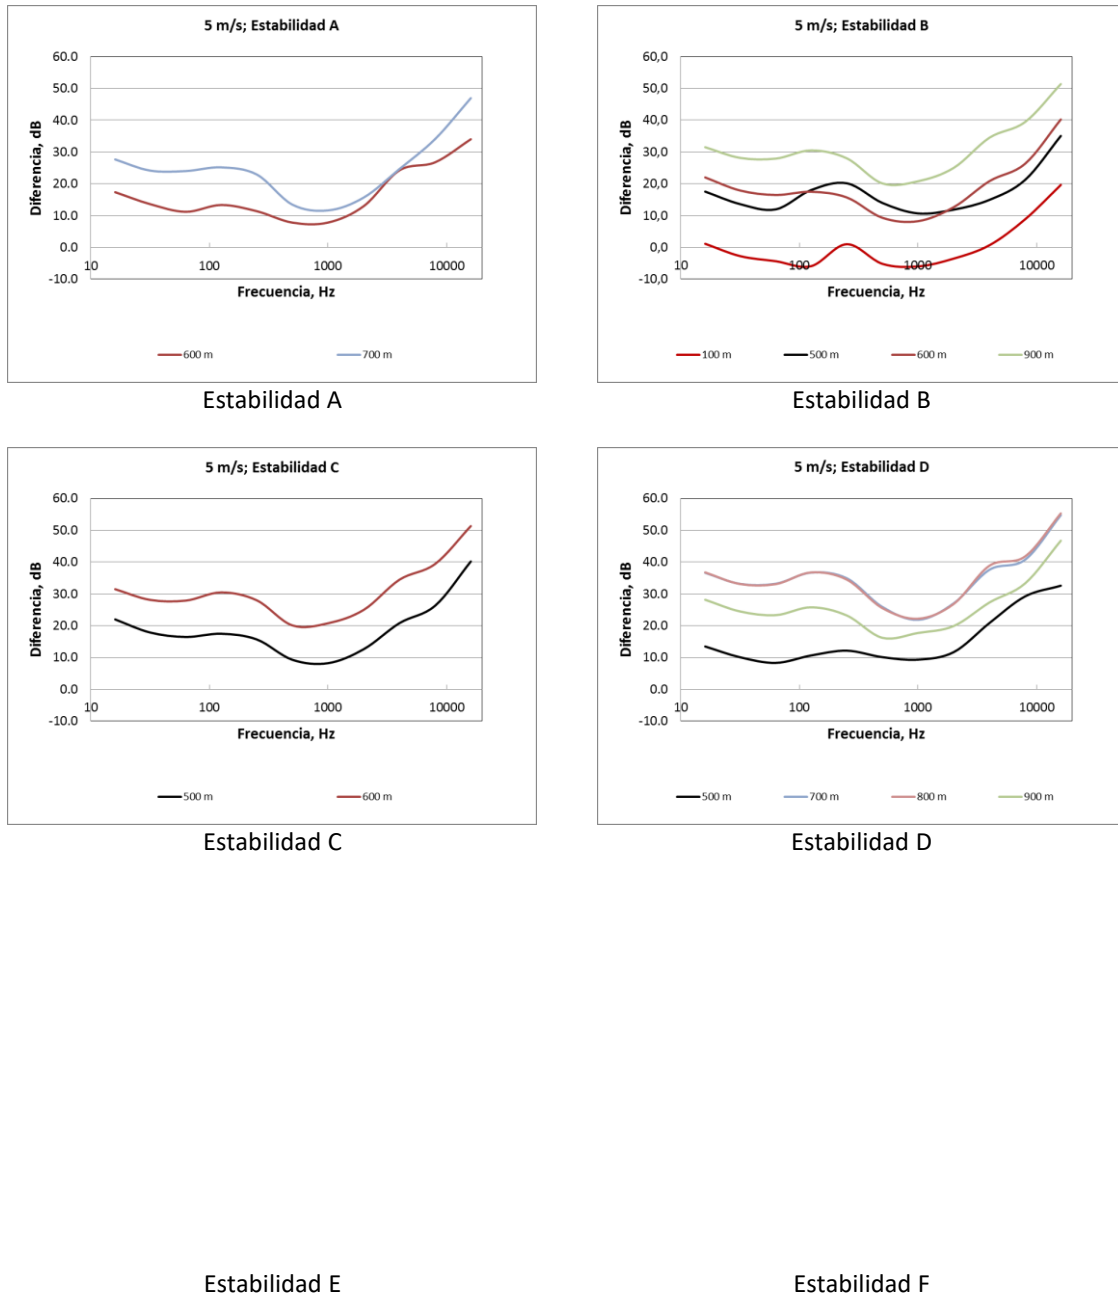 5 m/s; Estabilidad A
60.0
50.0
40.0
30.0
20.0
10.0
0.0
-10.0
10 100 1000 10000
Diferencia, dB
Frecuencia, Hz
600 m 700 m
Estabilidad A
5 m/s; Estabilidad B
60,0
50,0
40,0
30,0
20,0
10,0
0,0
-10,0
10 100 1000 10000
Diferencia, dB
Frecuencia, Hz
100 m 500 m 600 m 900 m
Estabilidad B
5 m/s; Estabilidad C
60.0
50.0
40.0
30.0
20.0
10.0
0.0
-10.0
10 100 1000 10000
Diferencia, dB
Frecuencia, Hz
500 m 600 m
Estabilidad C
5 m/s; Estabilidad D
60.0
50.0
40.0
30.0
20.0
10.0
0.0
-10.0
10 100 1000 10000
Diferencia, dB
Frecuencia, Hz
500 m 700 m 800 m 900 m
Estabilidad D
Estabilidad E
Estabilidad F